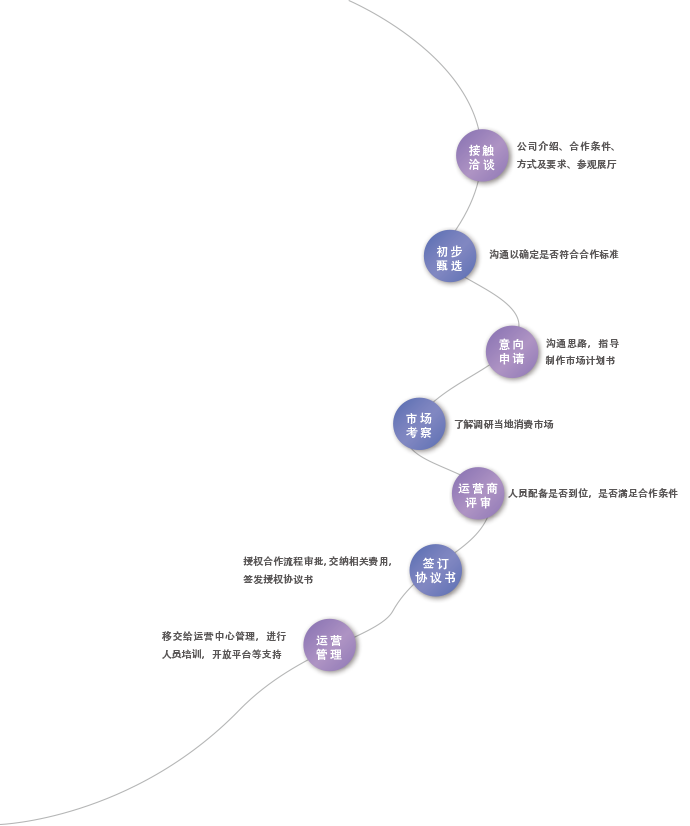 接触
洽谈
公司介绍、合作条件、
方式及要求、参观展厅
初步
甄选
沟通以确定是否符合合作标准
意向
申请
沟通思路，指导
制作市场计划书
市场
考察
了解调研当地消费市场
运营商
评审
人员配备是否到位，是否满足合作条件
签订
协议书
授权合作流程审批，交纳相关费用，
签发授权协议书
运营
管理
移交给运营中心管理，进行
人员培训，开放平台等支持